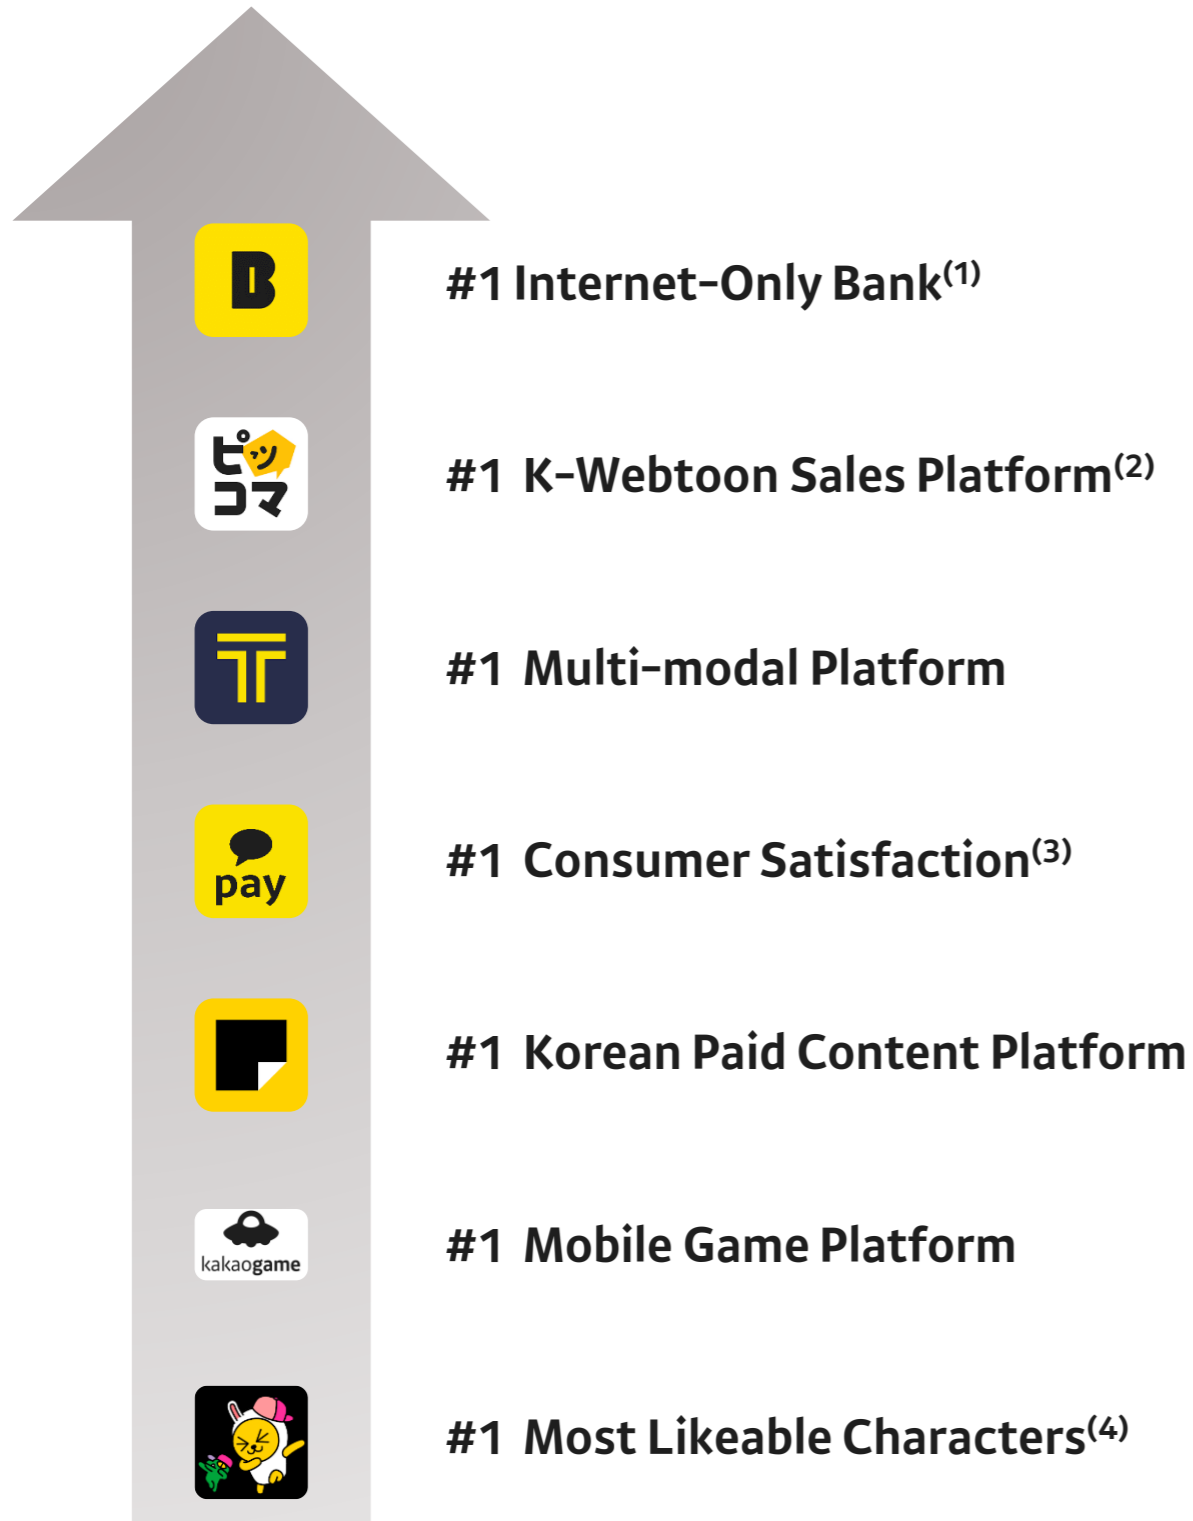 B
#1 Internet-Only Bank(1)
ピッ
コマ
#1 K-Webtoon Sales Platform(2)
T
#1 Multi-modal Platform
pay
#1 Consumer Satisfaction(3)
#1 Korean Paid Content Platform
kakaogame
#1 Mobile Game Platform
#1 Most Likeable Characters(4)